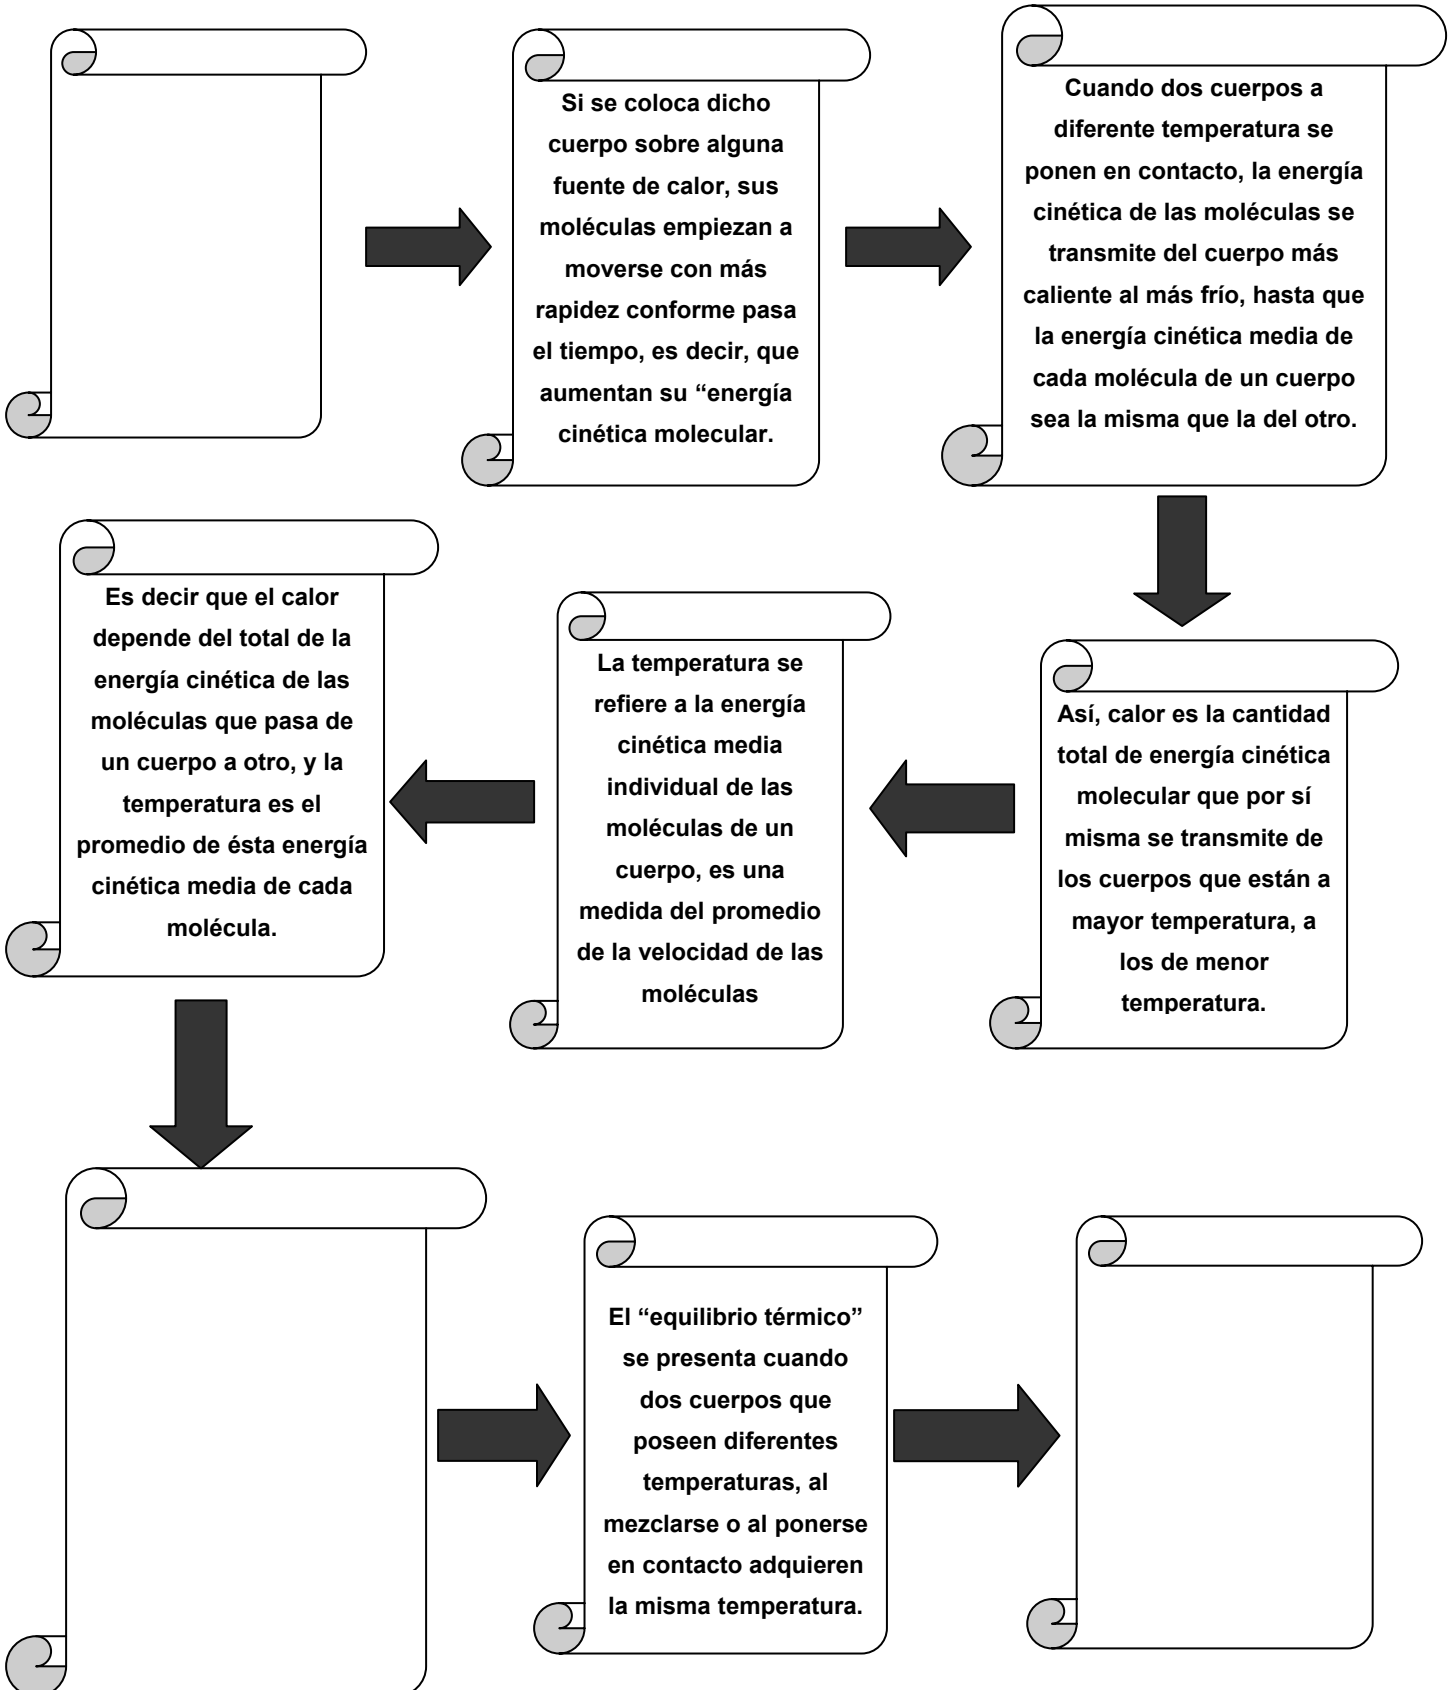 Si se coloca dicho
cuerpo sobre alguna
fuente de calor, sus
moléculas empiezan a
moverse con más
rapidez conforme pasa
el tiempo, es decir, que
aumentan su “energía
cinética molecular.
Cuando dos cuerpos a
diferente temperatura se
ponen en contacto, la energía
cinética de las moléculas se
transmite del cuerpo más
caliente al más frío, hasta que
la energía cinética media de
cada molécula de un cuerpo
sea la misma que la del otro.
Así, calor es la cantidad
total de energía cinética
molecular que por sí
misma se transmite de
los cuerpos que están a
mayor temperatura, a
los de menor
temperatura.
La temperatura se
refiere a la energía
cinética media
individual de las
moléculas de un
cuerpo, es una
medida del promedio
de la velocidad de las
moléculas
Es decir que el calor
depende del total de la
energía cinética de las
moléculas que pasa de
un cuerpo a otro, y la
temperatura es el
promedio de ésta energía
cinética media de cada
molécula.
El “equilibrio térmico”
se presenta cuando
dos cuerpos que
poseen diferentes
temperaturas, al
mezclarse o al ponerse
en contacto adquieren
la misma temperatura.